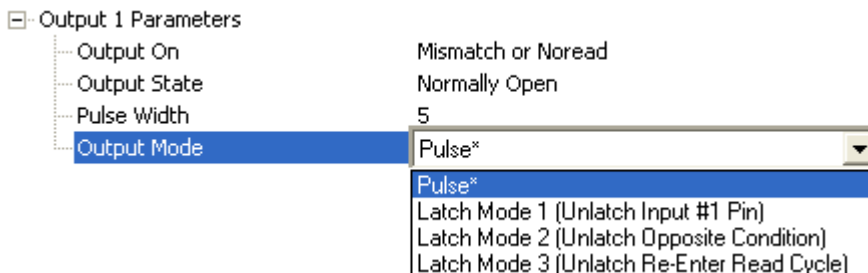 Output 1 Parameters
Output On Mismatch or Noread
Output State Normally Open
Pulse Width 5
Output Mode Pulse*
Pulse*
Latch Mode 1 (Unlatch Input #1 Pin)
Latch Mode 2 (Unlatch Opposite Condition)
Latch Mode 3 (Unlatch Re-Enter Read Cycle)